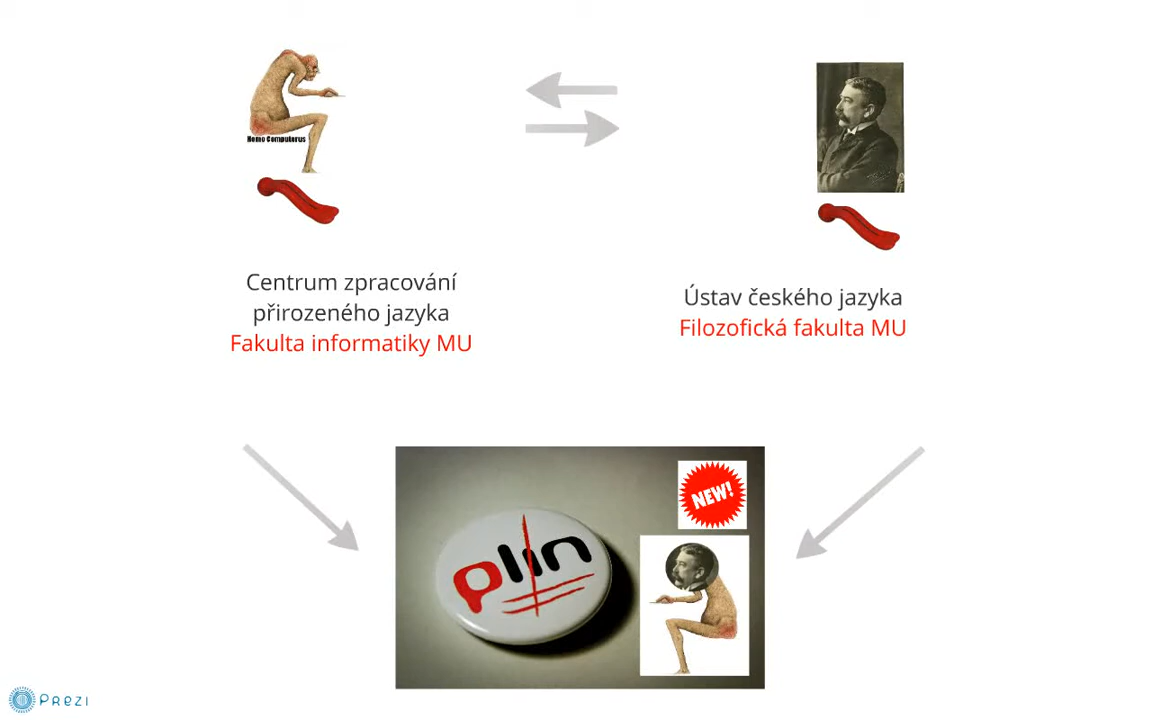 Homo Computerus
Centrum zpracování
přirozeného jazyka
Fakulta informatiky MU
Ústav českého jazyka
Filozofická fakulta MU
NEW!
plin
PREZI